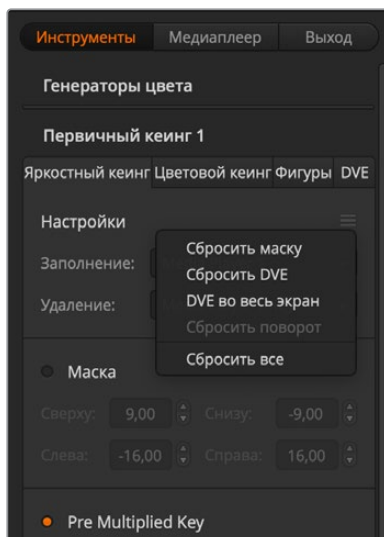 Инструменты Медиаплеер Выход
Генераторы цвета
Первичный кеинг 1
Яркостный кеинг Цветовой кеинг Фигуры DVE
Настройки
Сбросить маску
Заполнение:
Сбросить DVE
DVE во весь экран
Удаление:
Сбросить поворот
Сбросить все
Маска
Сверху: 9,00 Снизу: -9,00
Слева: -16,00 Справа: 16,00
Pre Multiplied Key